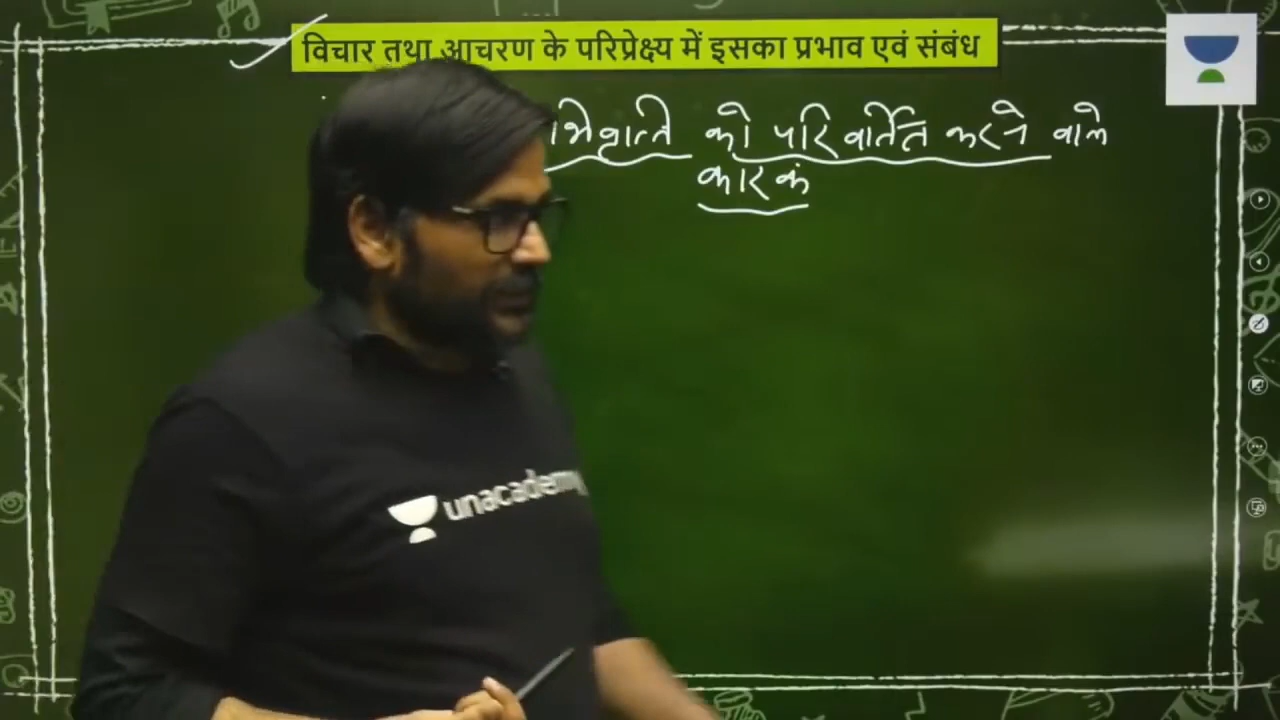 विचार तथा आचरण के परिप्रेक्ष्य में इसका प्रभाव एवं संबंध
को परिवर्तित करने वाले
कारक
unacademy